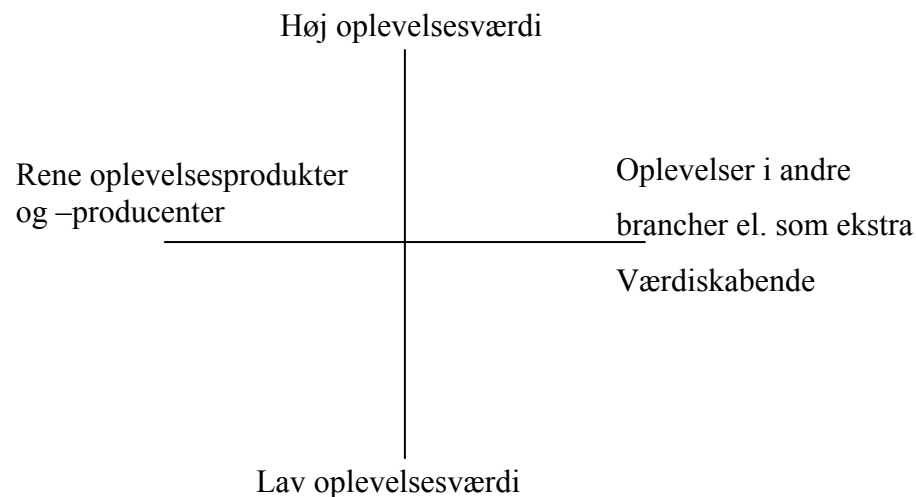 Høj oplevelsesværdi
Rene oplevelsesprodukter
og –producenter
Oplevelser i andre
brancher el. som ekstra
Værdiskabende
Lav oplevelsesværdi